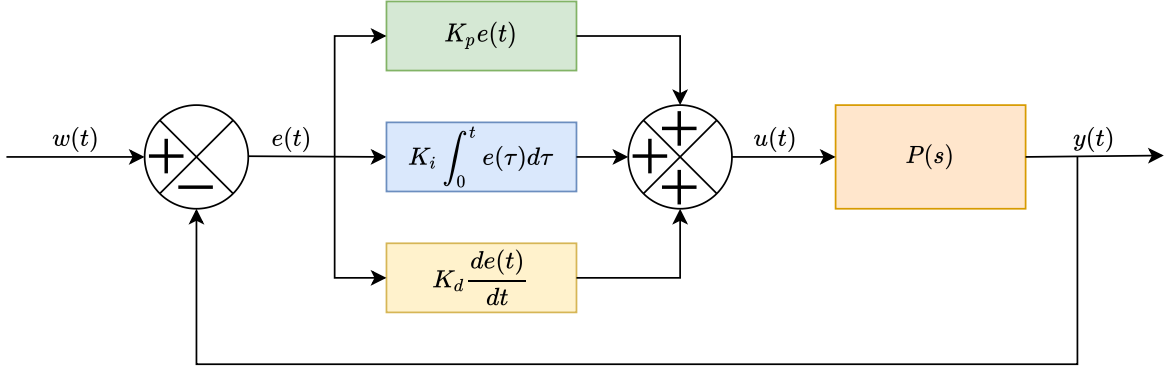 K_p e(t)
w(t)
+
−
e(t)
K_i ∫_0^t e(τ)dτ
+
+
+
u(t)
P(s)
y(t)
K_d de(t)/dt